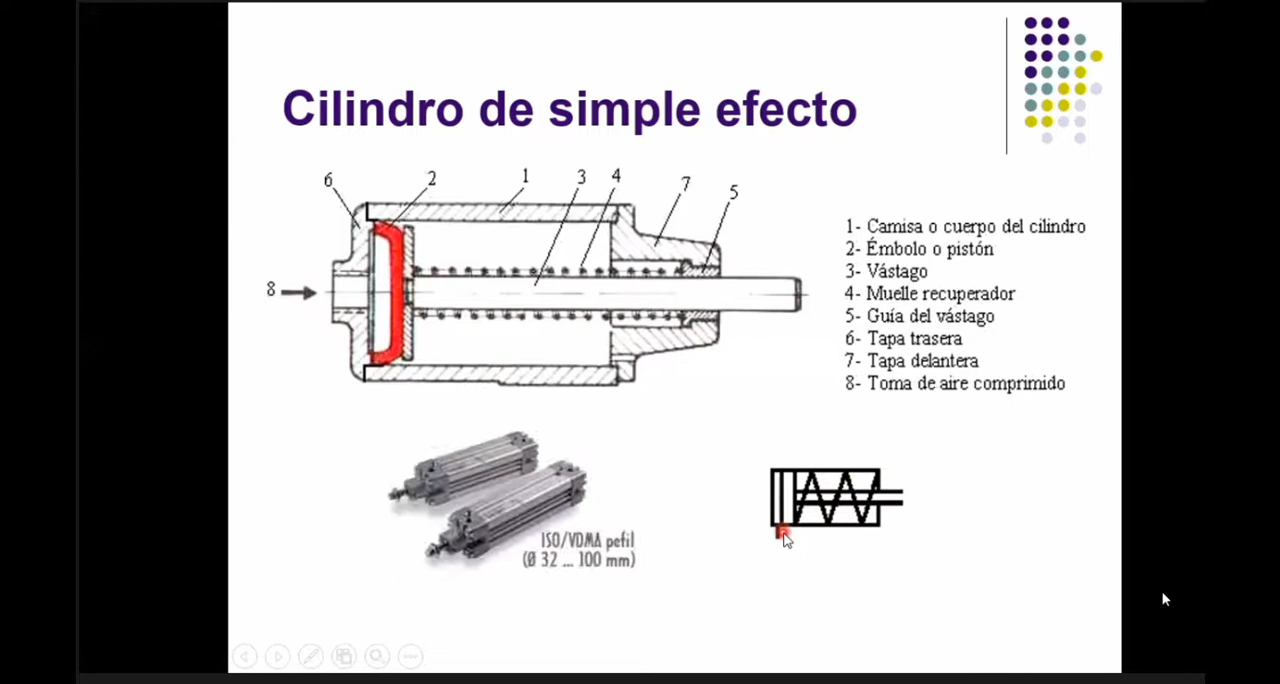 Cilindro de simple efecto
6
2
1
3
4
7
5
8
1- Camisa o cuerpo del cilindro
2- Émbolo o pistón
3- Vástago
4- Muelle recuperador
5- Guía del vástago
6- Tapa trasera
7- Tapa delantera
8- Toma de aire comprimido
ISO/VDMA pefil
(Ø 32 ... 100 mm)